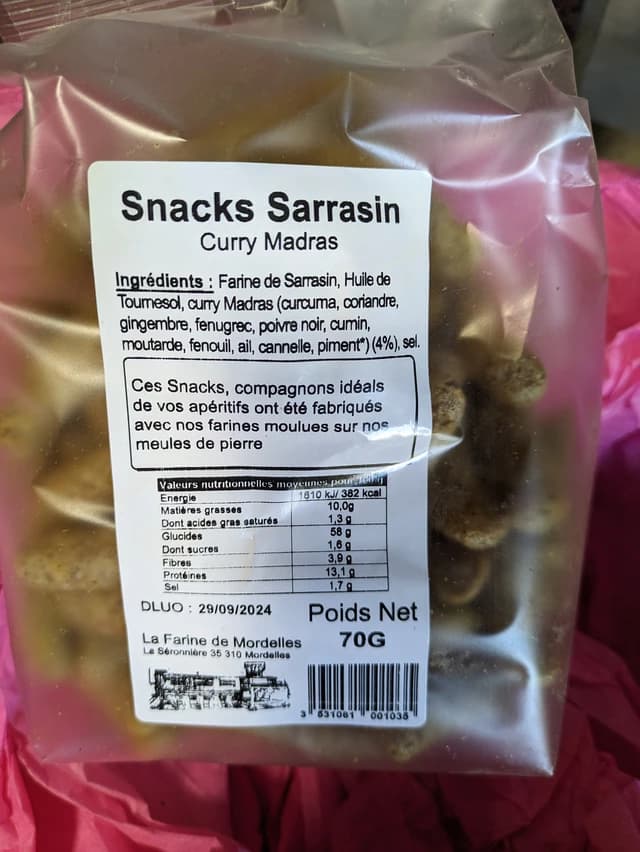 Snacks Sarrasin
Curry Madras
Ingrédients : Farine de Sarrasin, Huile de
Tournesol, curry Madras (curcuma, coriandre,
gingembre, fenugrec, poivre noir, cumin,
moutarde, fenouil, ail, cannelle, piment*) (4%), sel.
Ces Snacks, compagnons idéals
de vos apéritifs ont été fabriqués
avec nos farines moulues sur nos
meules de pierre
Valeurs nutritionnelles moyennes pour
Energie 1610 kJ/ 382 kcal
Matières grasses 10,0g
Dont acides gras saturés 1,3 g
Glucides 58 g
Dont sucres 1,6 g
Fibres 3,9 g
Protéines 13,1 g
Sel 1,7 g
DLUO : 29/09/2024
Poids Net
70G
La Farine de Mordelles
La Séronnière 35 310 Mordelles
3 531061 001035